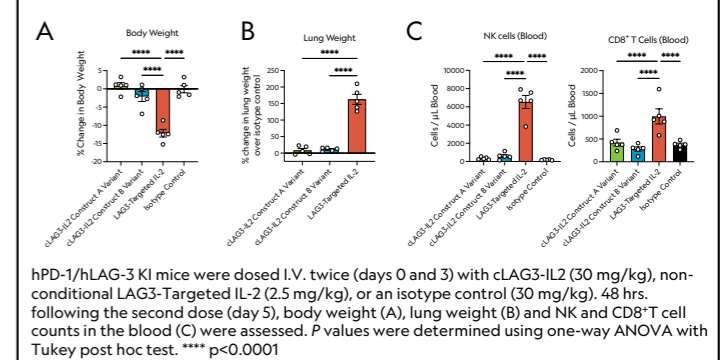 A
B
C
Body Weight
Lung Weight
NK cells (Blood)
CD8+ T Cells (Blood)
**** ****
****
****
****
**** ****
****
**** ****
****
% Change in Body Weight
5
0
-5
-10
-15
-20
cLAG3-IL2 Construct A Variant
cLAG3-IL2 Construct B Variant
LAG3-Targeted IL-2
Isotype Control
% change in lung weight
over isotype control
250
200
150
100
50
0
cLAG3-IL2 Construct A Variant
cLAG3-IL2 Construct B Variant
LAG3-Targeted IL-2
Cells / µL Blood
10000
8000
6000
4000
2000
0
cLAG3-IL2 Construct A Variant
cLAG3-IL2 Construct B Variant
LAG3-Targeted IL-2
Isotype Control
Cells / µL Blood
2000
1500
1000
500
0
cLAG3-IL2 Construct A Variant
cLAG3-IL2 Construct B Variant
LAG3-Targeted IL-2
Isotype Control
hPD-1/hLAG-3 KI mice were dosed I.V. twice (days 0 and 3) with cLAG3-IL2 (30 mg/kg), non-
conditional LAG3-Targeted IL-2 (2.5 mg/kg), or an isotype control (30 mg/kg). 48 hrs.
following the second dose (day 5), body weight (A), lung weight (B) and NK and CD8+T cell
counts in the blood (C) were assessed. P values were determined using one-way ANOVA with
Tukey post hoc test. **** p<0.0001